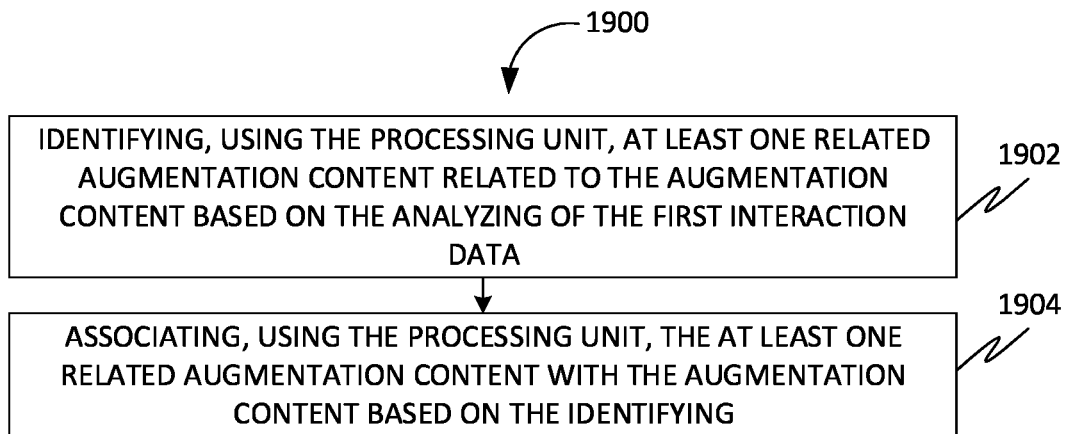 1900
IDENTIFYING, USING THE PROCESSING UNIT, AT LEAST ONE RELATED
AUGMENTATION CONTENT RELATED TO THE AUGMENTATION
CONTENT BASED ON THE ANALYZING OF THE FIRST INTERACTION
DATA
1902
ASSOCIATING, USING THE PROCESSING UNIT, THE AT LEAST ONE
RELATED AUGMENTATION CONTENT WITH THE AUGMENTATION
CONTENT BASED ON THE IDENTIFYING
1904